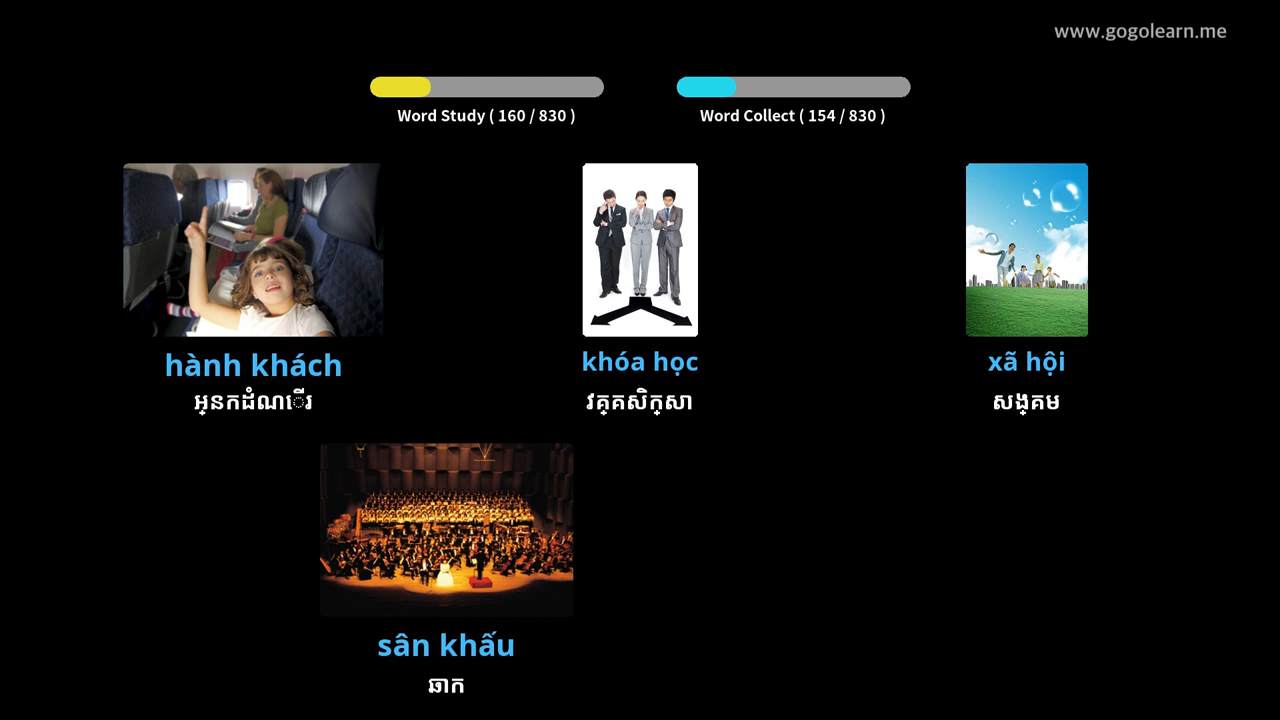 www.gogolearn.me
Word Study ( 160 / 830 )
Word Collect ( 154 / 830 )
hành khách
អ្នកដំណើរ
khóa học
វគ្គសិក្សា
xã hội
សង្គម
sân khấu
ឆាក